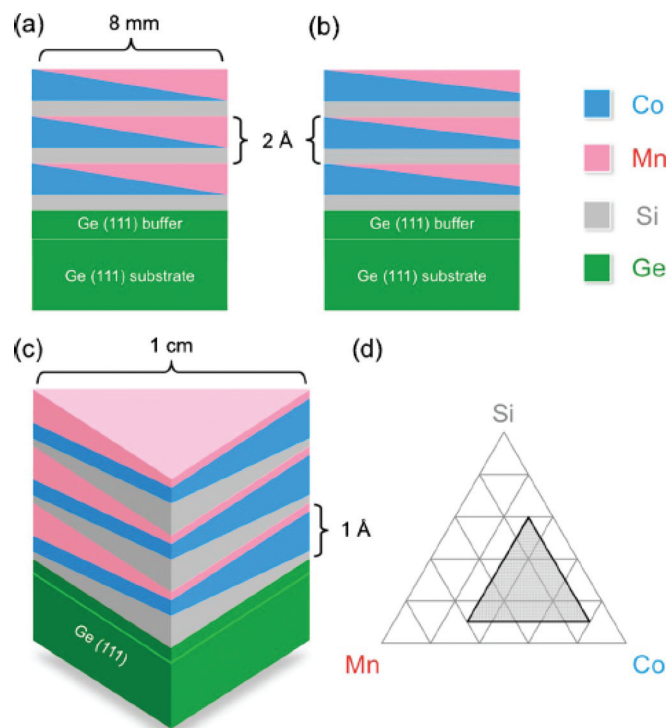 (a)
8 mm
(b)
2 Å
Ge (111) buffer
Ge (111) substrate
Ge (111) buffer
Ge (111) substrate
Co
Mn
Si
Ge
(c)
1 cm
1 Å
Ge (111)
(d)
Si
Mn
Co